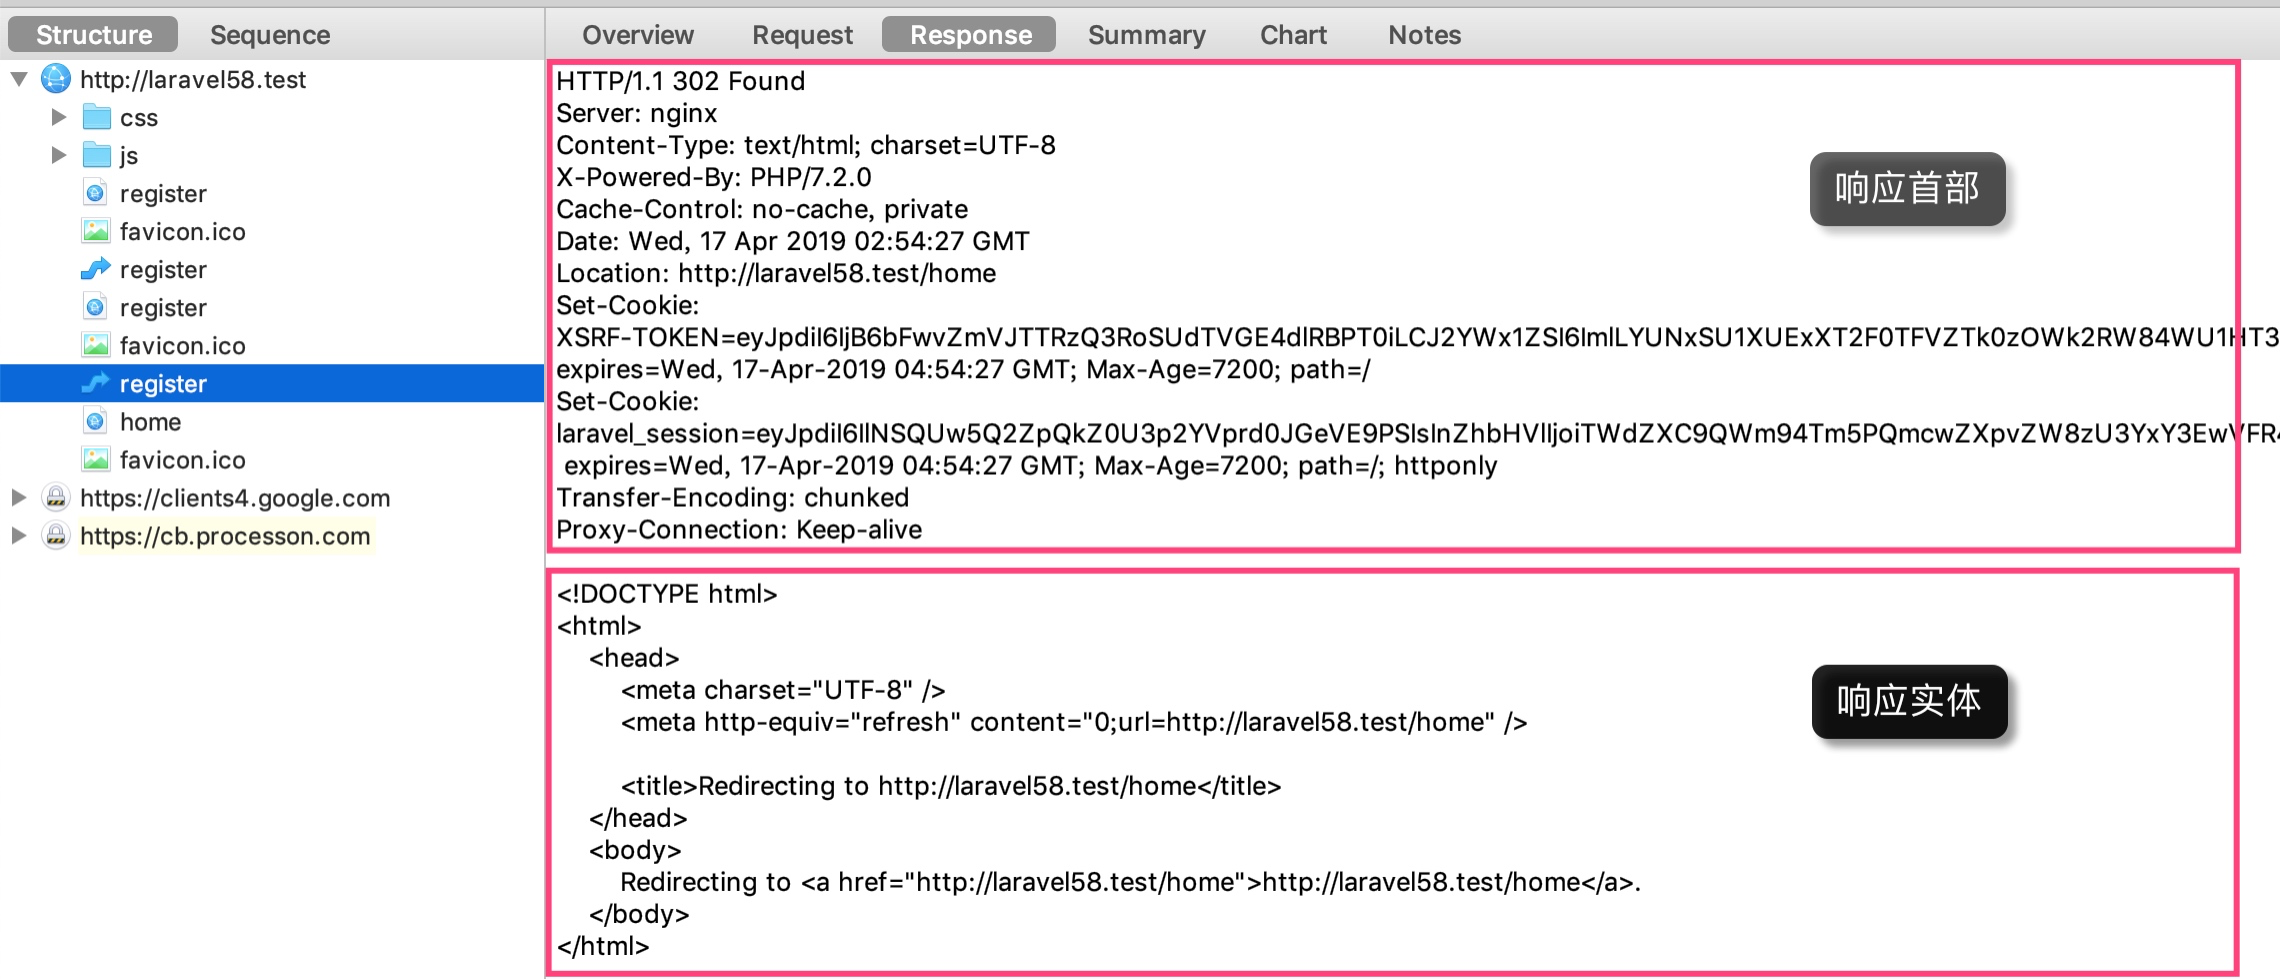 Structure Sequence
http://laravel58.test
css
js
register
favicon.ico
register
register
favicon.ico
register
home
favicon.ico
https://clients4.google.com
https://cb.processon.com
Overview Request Response Summary Chart Notes
HTTP/1.1 302 Found
Server: nginx
Content-Type: text/html; charset=UTF-8
X-Powered-By: PHP/7.2.0
Cache-Control: no-cache, private
Date: Wed, 17 Apr 2019 02:54:27 GMT
Location: http://laravel58.test/home
Set-Cookie:
XSRF-TOKEN=eyJpdiI6IjB6bFwvZmVJTTRzQ3RoSUdTVGE4dlRBPT0iLCJ2YWx1ZSI6ImlLYUNxSU1XUExXT2F0TFVZTk0zOWk2RW84WU1HT3
expires=Wed, 17-Apr-2019 04:54:27 GMT; Max-Age=7200; path=/
Set-Cookie:
laravel_session=eyJpdiI6IlNSQUw5Q2ZpQkZ0U3p2YVprd0JGeVE9PSIsInZhbHVlIjoiTWdZXC9QWm94Tm5PQmcwZXpvZW8zU3YxY3EwVFR4
expires=Wed, 17-Apr-2019 04:54:27 GMT; Max-Age=7200; path=/; httponly
Transfer-Encoding: chunked
Proxy-Connection: Keep-alive
响应首部
<!DOCTYPE html>
<html>
<head>
<meta charset="UTF-8" />
<meta http-equiv="refresh" content="0;url=http://laravel58.test/home" />
<title>Redirecting to http://laravel58.test/home</title>
</head>
<body>
Redirecting to <a href="http://laravel58.test/home">http://laravel58.test/home</a>.
</body>
</html>
响应实体